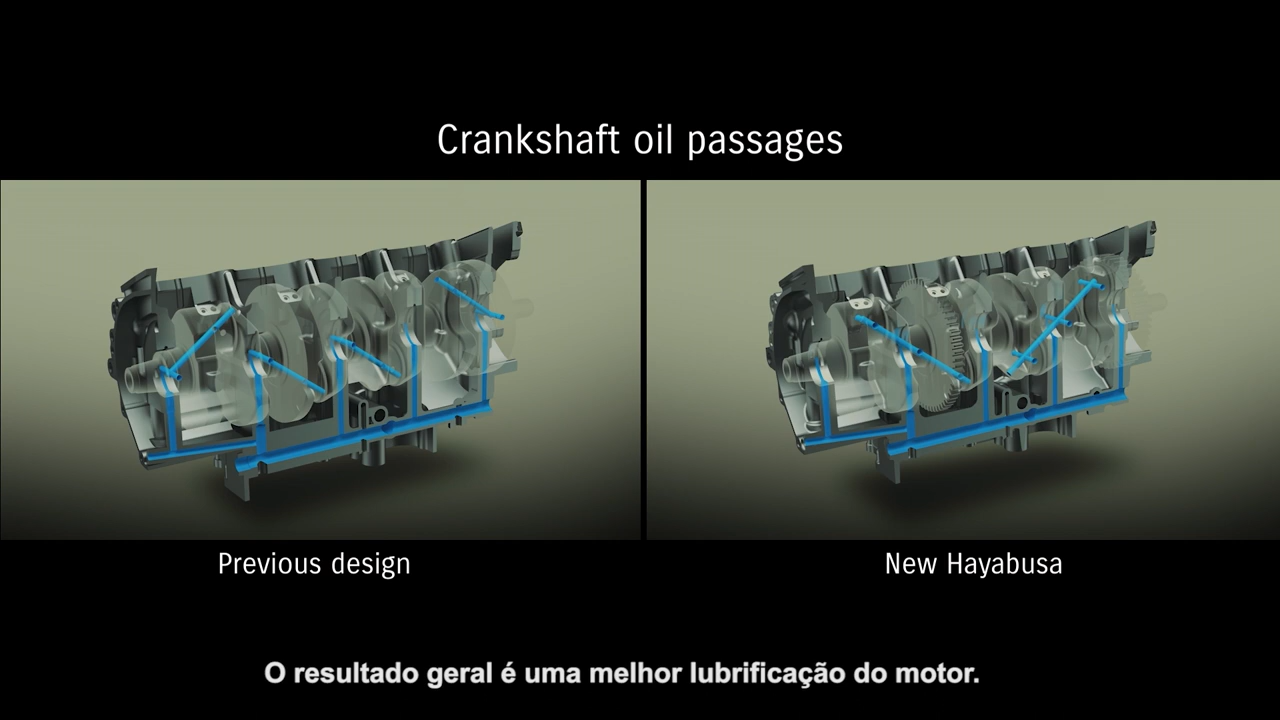 Crankshaft oil passages
Previous design
New Hayabusa
O resultado geral é uma melhor lubrificação do motor.